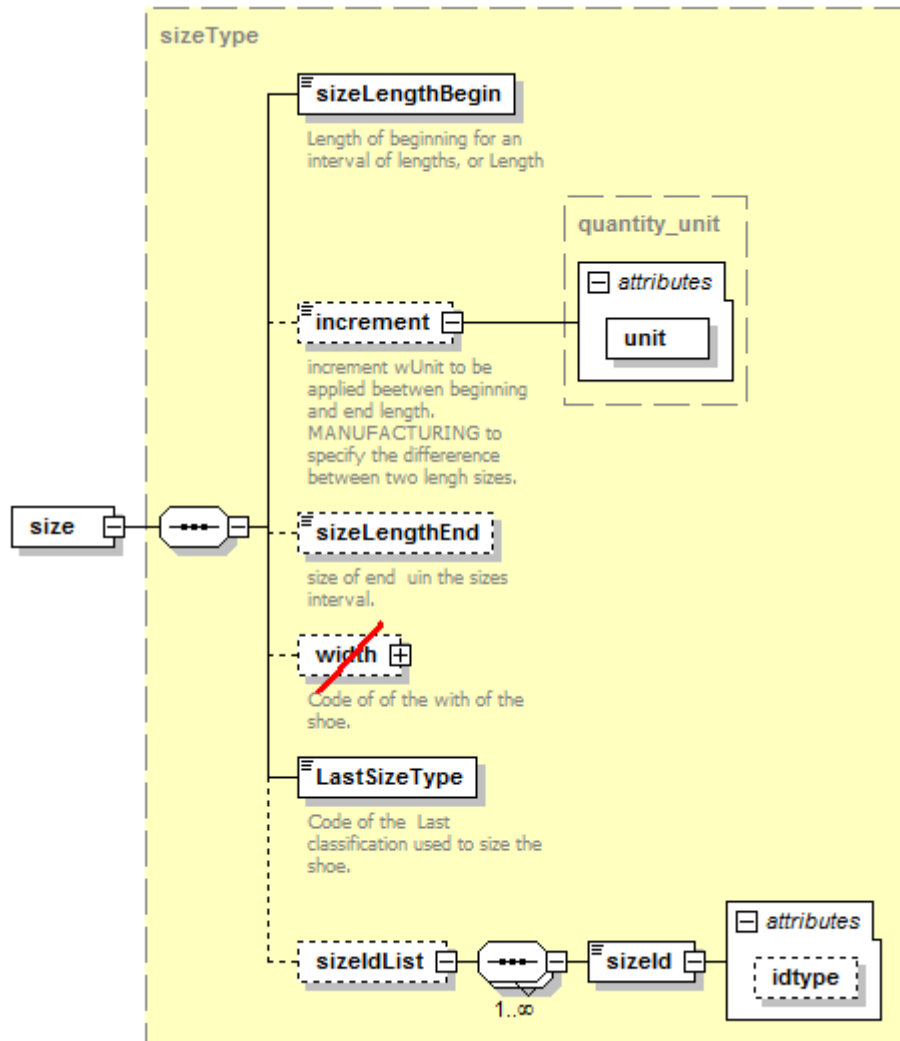 sizeType
sizeLengthBegin
Length of beginning for an
interval of lengths, or Length
quantity_unit
attributes
increment
unit
increment wUnit to be
applied beetwen beginning
and end length.
MANUFACTURING to
specify the differerence
between two lengh sizes.
size
sizeLengthEnd
size of end  uin the sizes
interval.
width
Code of of the with of the
shoe.
LastSizeType
Code of the  Last
classification used to size the
shoe.
attributes
sizeIdList
sizeId
idtype
1..∞